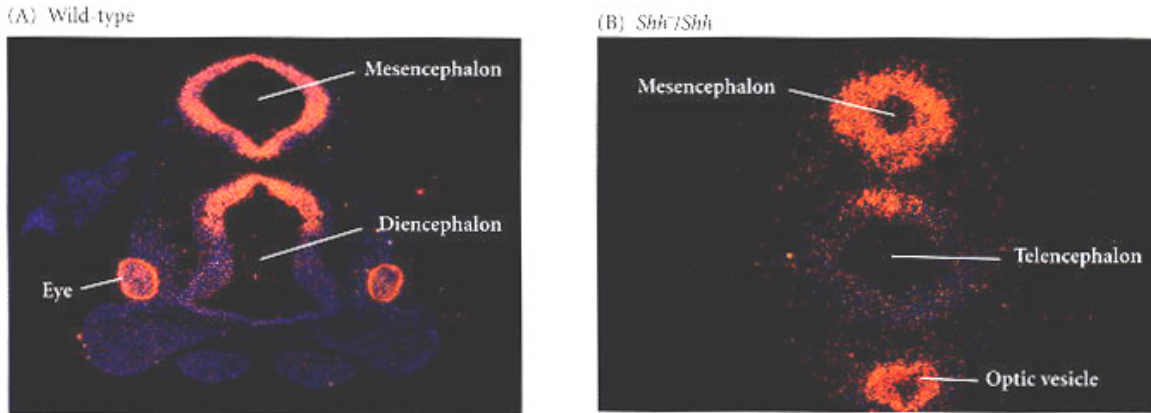 (A) Wild-type
Mesencephalon
Diencephalon
Eye
(B) Shh⁻/Shh
Mesencephalon
Telencephalon
Optic vesicle